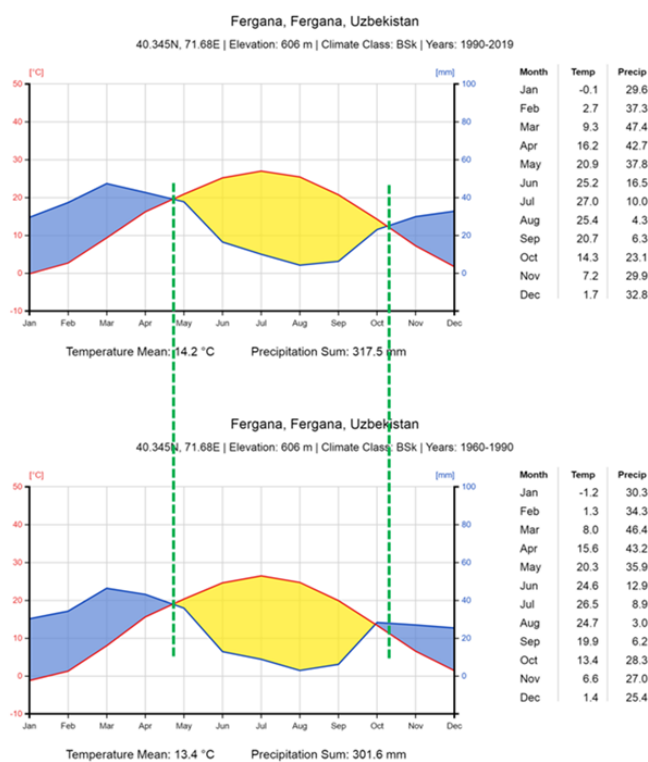 Fergana, Fergana, Uzbekistan
40.345N, 71.68E | Elevation: 606 m | Climate Class: BSk | Years: 1990-2019
[°C] [mm]
50 100
40 80
30 60
20 40
10 20
0 0
-10
Jan Feb Mar Apr May Jun Jul Aug Sep Oct Nov Dec
Temperature Mean: 14.2 °C Precipitation Sum: 317.5 mm
Month Temp Precip
Jan -0.1 29.6
Feb 2.7 37.3
Mar 9.3 47.4
Apr 16.2 42.7
May 20.9 37.8
Jun 25.2 16.5
Jul 27.0 10.0
Aug 25.4 4.3
Sep 20.7 6.3
Oct 14.3 23.1
Nov 7.2 29.9
Dec 1.7 32.8
Fergana, Fergana, Uzbekistan
40.345N, 71.68E | Elevation: 606 m | Climate Class: BSk | Years: 1960-1990
[°C] [mm]
50 100
40 80
30 60
20 40
10 20
0 0
-10
Jan Feb Mar Apr May Jun Jul Aug Sep Oct Nov Dec
Temperature Mean: 13.4 °C Precipitation Sum: 301.6 mm
Month Temp Precip
Jan -1.2 30.3
Feb 1.3 34.3
Mar 8.0 46.4
Apr 15.6 43.2
May 20.3 35.9
Jun 24.6 12.9
Jul 26.5 8.9
Aug 24.7 3.0
Sep 19.9 6.2
Oct 13.4 28.3
Nov 6.6 27.0
Dec 1.4 25.4